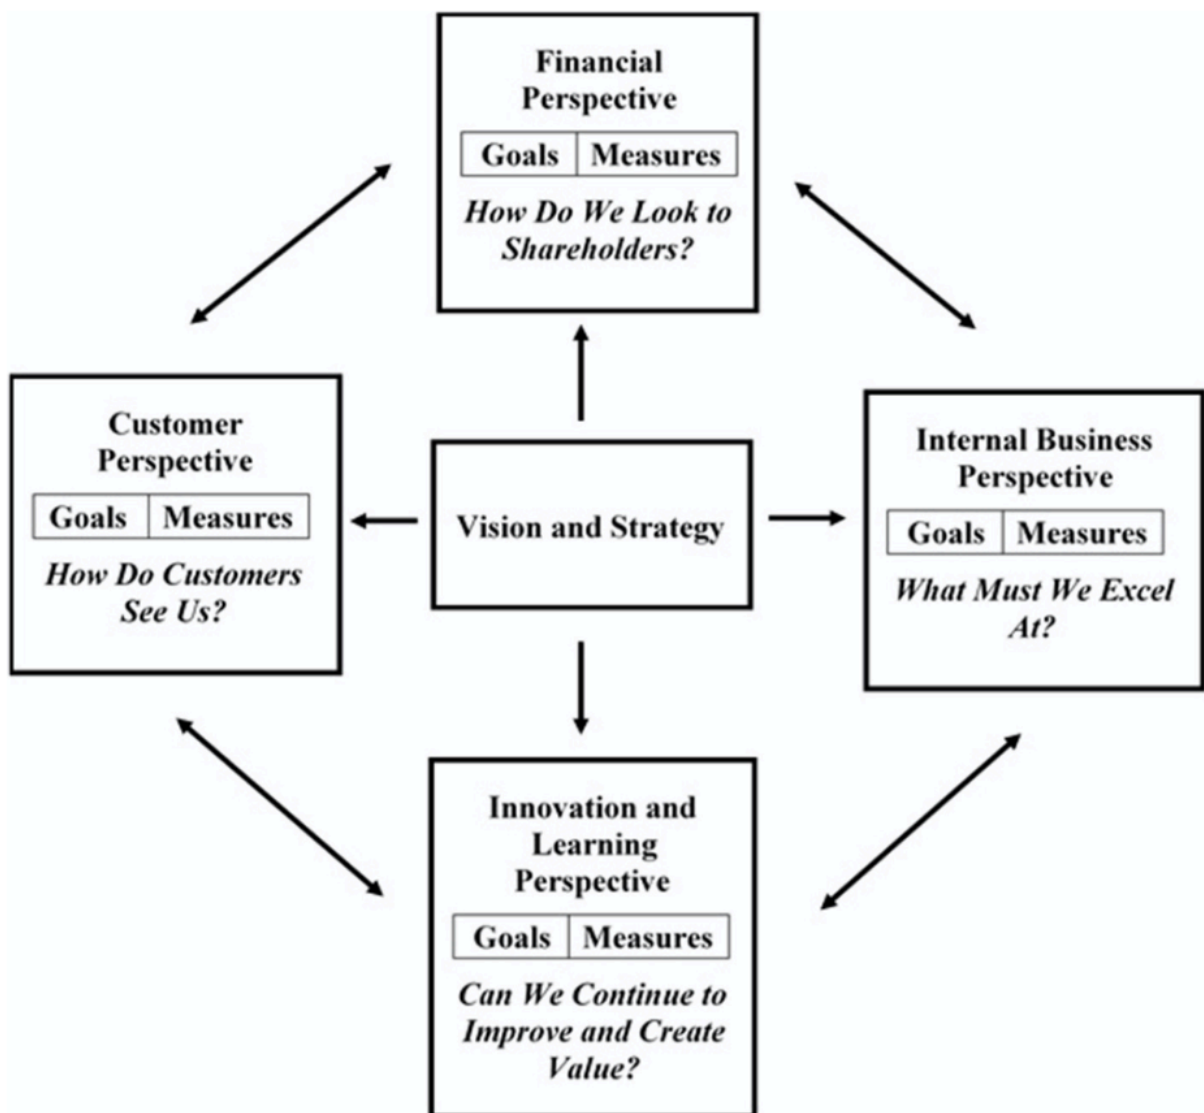 Financial
Perspective
Goals Measures
How Do We Look to
Shareholders?
Customer
Perspective
Goals Measures
How Do Customers
See Us?
Vision and Strategy
Internal Business
Perspective
Goals Measures
What Must We Excel
At?
Innovation and
Learning
Perspective
Goals Measures
Can We Continue to
Improve and Create
Value?